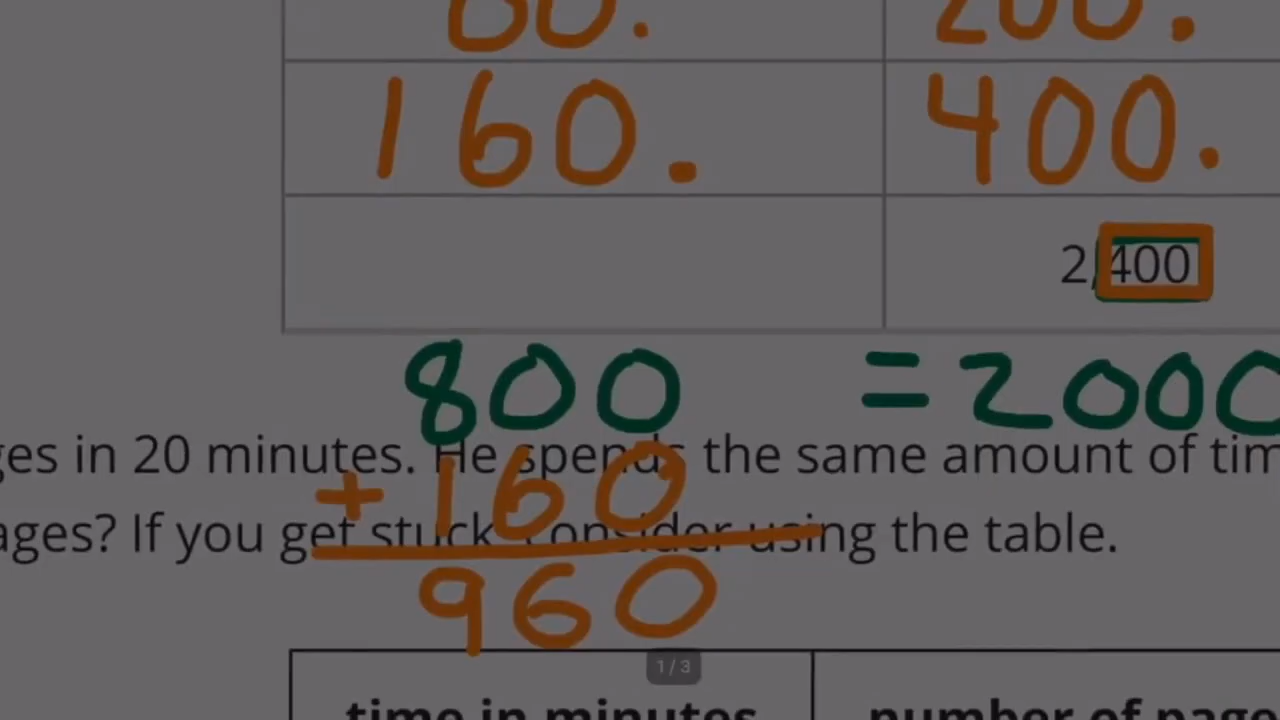 160. 400.
2,400
800 = 2000
ges in 20 minutes. He spends the same amount of tim
+160
ages? If you get stuck, consider using the table.
960
1 / 3
time in minutes number of page